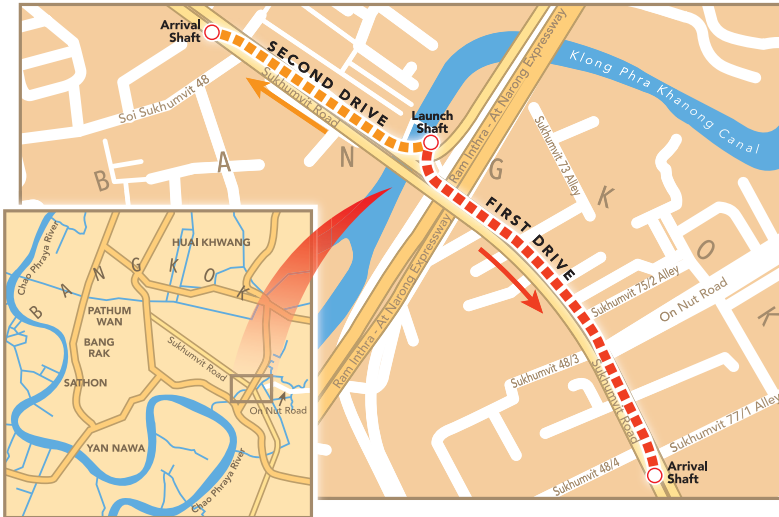 Arrival
Shaft
SECOND DRIVE
Sukhumvit Road
Soi Sukhumvit 48
Launch
Shaft
Klong Phra Khanong Canal
Ram Inthra - At Narong Expressway
Sukhumvit 73 Alley
B A N G K O K
FIRST DRIVE
Sukhumvit 75/2 Alley
On Nut Road
Ram Inthra - At Narong Expressway
Sukhumvit 48/3
Sukhumvit Road
Sukhumvit 77/1 Alley
Sukhumvit 48/4
Arrival
Shaft
Chao Phraya River
HUAI KHWANG
B A N G K O K
PATHUM
WAN
BANG
RAK
Sukhumvit Road
SATHON
On Nut Road
YAN NAWA
Chao Phraya River